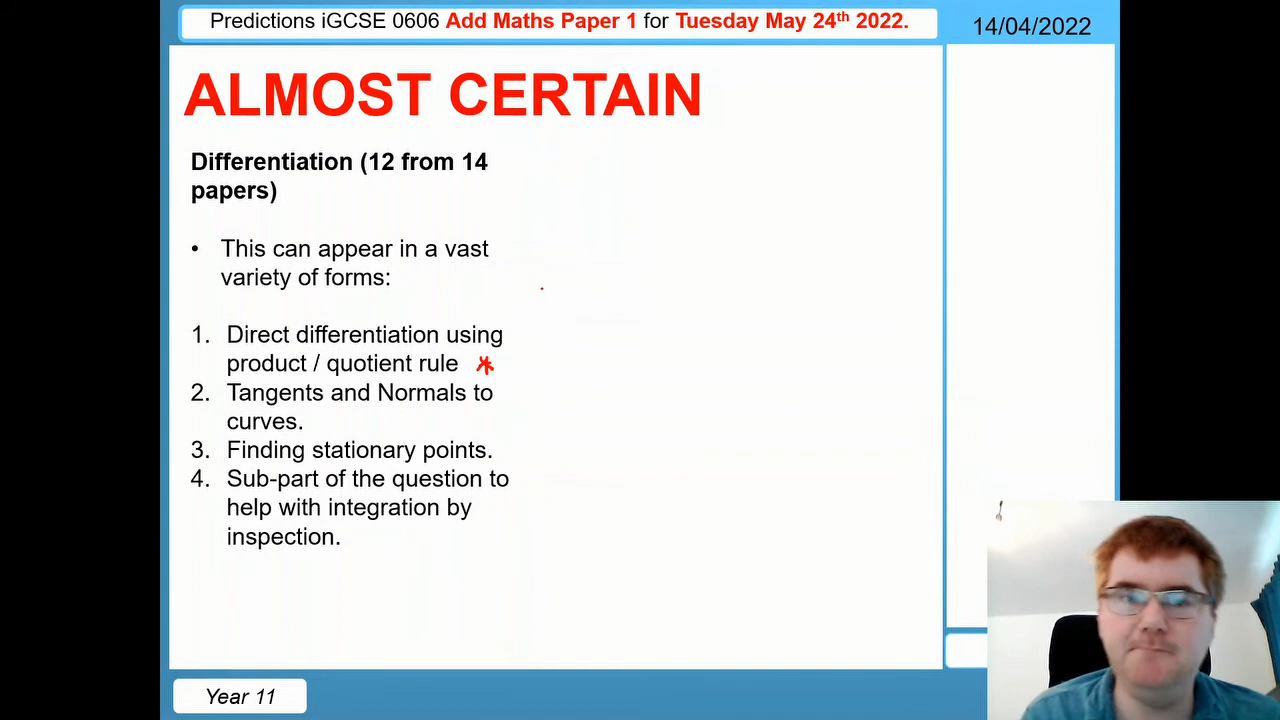 Predictions iGCSE 0606 Add Maths Paper 1 for Tuesday May 24th 2022.
14/04/2022
ALMOST CERTAIN
Differentiation (12 from 14
papers)
• This can appear in a vast
variety of forms:
1. Direct differentiation using
product / quotient rule *
2. Tangents and Normals to
curves.
3. Finding stationary points.
4. Sub-part of the question to
help with integration by
inspection.
Year 11